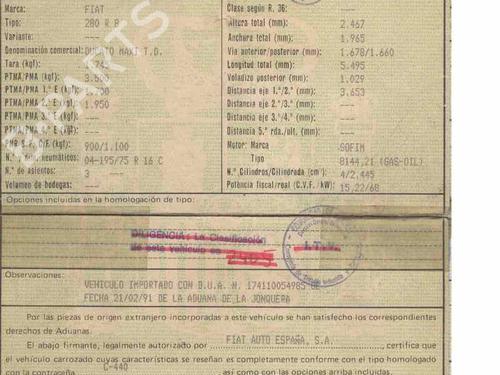 Marca: FIAT
Tipo: 280 R B
Variante:
Denominación comercial: DUCATO MAXI T.D.
Tara (kgf):
PTMA/PMA (kgf): 3.500
PTMA/PMA 1.º E (kgf): 1.700
PTMA/PMA 2.º E (kgf): 1.950
PTMA/PMA 3.º E (kgf):
PTMA/PMA 4.º E (kgf):
PMR S.F./C.F. (kgf): 900/1.100
N.º neumáticos: 04-195/75 R 16 C
N.º de asientos: 3
Volumen de bodegas:
Clase según R. 36:
Altura total (mm): 2.467
Anchura total (mm): 1.965
Vía anterior/posterior (mm): 1.678/1.660
Longitud total (mm): 5.495
Voladizo posterior (mm): 1.029
Distancia eje 1.º/2.º (mm): 3.653
Distancia eje 2.º/3.º (mm):
Distancia eje 3.º/4.º (mm):
Distancia 5.ª rda./últ. (mm):
Motor: Marca SOFIM
Tipo 8144.21 (GAS-OIL)
N.º Cilindros/Cilindrada (cm³) 4/2.445
Potencia fiscal/real (C.V.F. / kW) 15,22/68
Opciones incluidas en la homologación de tipo:
DILIGENCIA: La Clasificación
de este vehículo es
I.T.V.
Observaciones:
VEHICULO IMPORTADO CON D.U.A. N. 174110054985 DE
FECHA 21/02/91 DE LA ADUANA DE LA JONQUERA
Por las piezas de origen extranjero incorporadas a este vehículo se han satisfecho los correspondientes
derechos de Aduanas.
El abajo firmante, legalmente autorizado por FIAT AUTO ESPAÑA, S.A. certifica que
el vehículo carrozado cuyas características se reseñan es completamente conforme con el tipo homologado
con la contraseña C-440 así como con las opciones arriba incluidas.